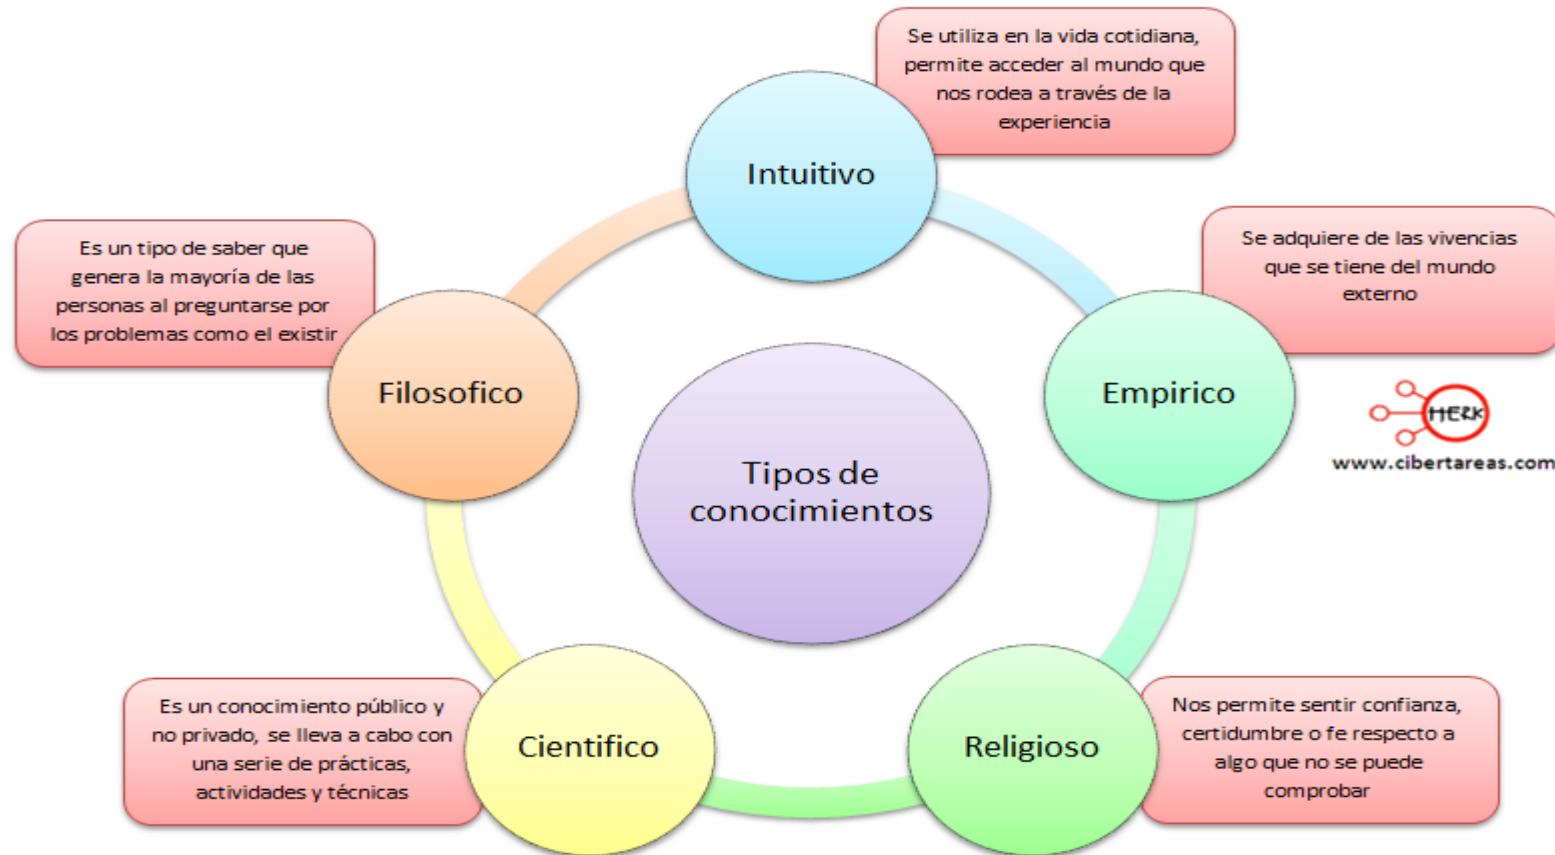 Se utiliza en la vida cotidiana,
permite acceder al mundo que
nos rodea a través de la
experiencia
Intuitivo
Es un tipo de saber que
genera la mayoría de las
personas al preguntarse por
los problemas como el existir
Filosofico
Se adquiere de las vivencias
que se tiene del mundo
externo
Empirico
HERK
www.cibertareas.com
Tipos de
conocimientos
Es un conocimiento público y
no privado, se lleva a cabo con
una serie de prácticas,
actividades y técnicas
Cientifico
Religioso
Nos permite sentir confianza,
certidumbre o fe respecto a
algo que no se puede
comprobar